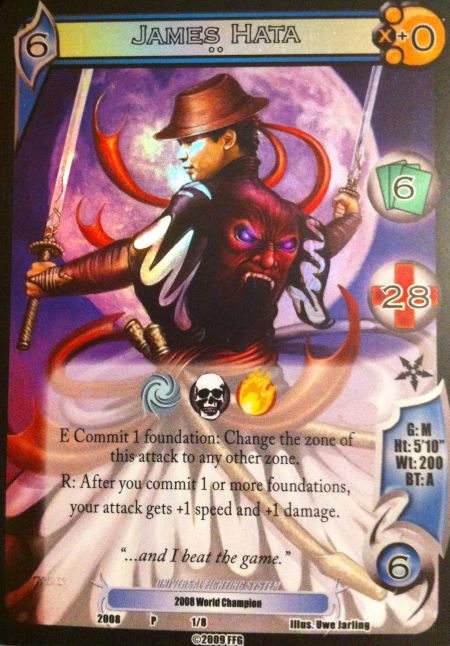 6
JAMES HATA
X +0
6
28
E Commit 1 foundation: Change the zone of
this attack to any other zone.
R: After you commit 1 or more foundations,
your attack gets +1 speed and +1 damage.
"...and I beat the game."
G: M
Ht: 5'10"
Wt: 200
BT: A
6
UNIVERSAL FIGHTING SYSTEM
2008 World Champion
2008 P 1/8 Illus. Uwe Jarling
©2009 FFG